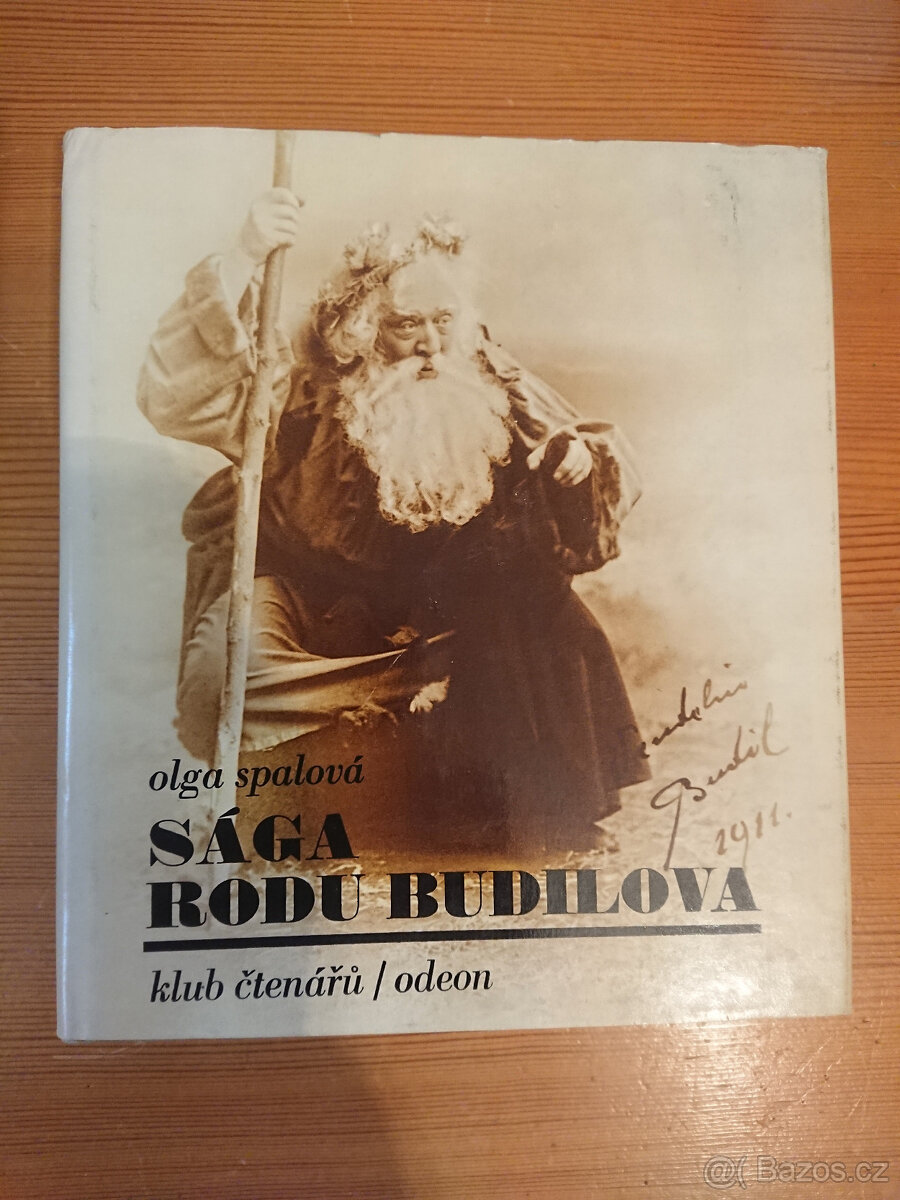 Budil
1911.
olga spalová
SÁGA
RODU BUDILOVA
klub čtenářů / odeon
@( Bazos.cz